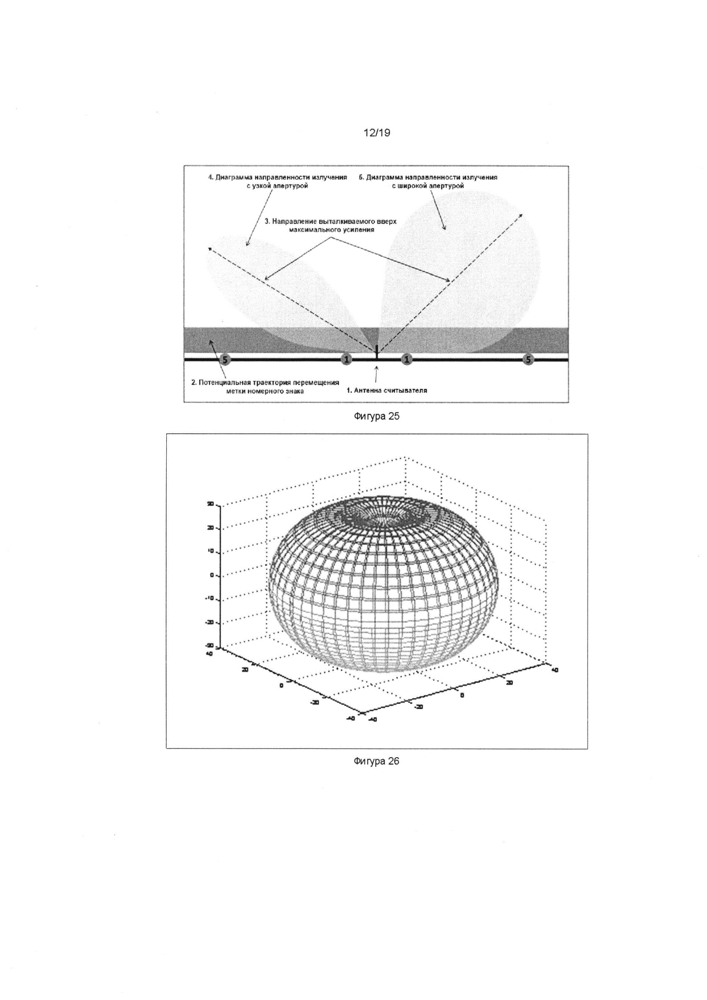 12/19
4. Диаграмма направленности излучения
с узкой апертурой
5. Диаграмма направленности излучения
с широкой апертурой
3. Направление выталкиваемого вверх
максимального усиления
5
1
1
5
2. Потенциальная траектория перемещения
метки номерного знака
1. Антенна считывателя
Фигура 25
20
20
10
0
-10
-20
-20
40
20
0
-20
-40
-40
-20
0
20
40
Фигура 26